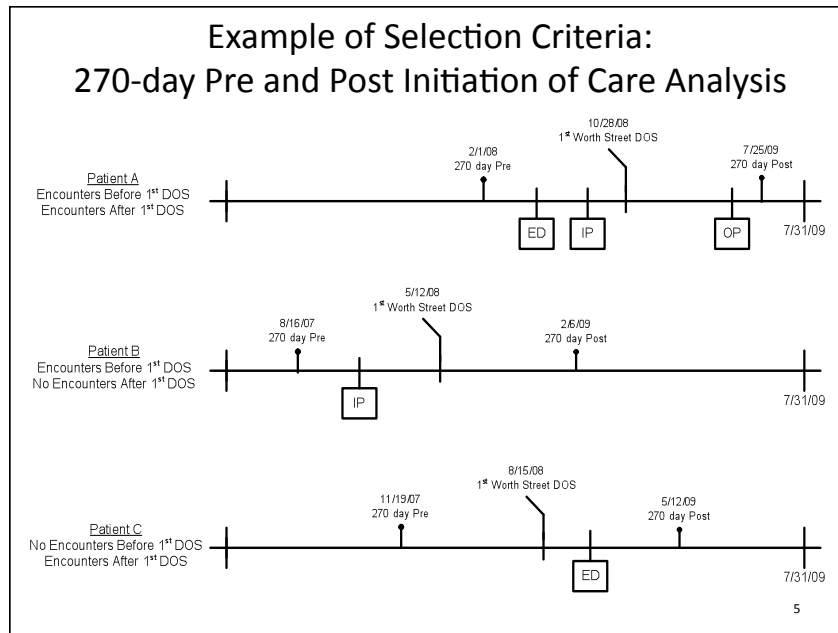 Example of Selection Criteria:
270-day Pre and Post Initiation of Care Analysis
Patient A
Encounters Before 1st DOS
Encounters After 1st DOS
2/1/08
270 day Pre
10/28/08
1st Worth Street DOS
7/25/09
270 day Post
ED
IP
OP
7/31/09
Patient B
Encounters Before 1st DOS
No Encounters After 1st DOS
8/16/07
270 day Pre
5/12/08
1st Worth Street DOS
2/6/09
270 day Post
IP
7/31/09
Patient C
No Encounters Before 1st DOS
Encounters After 1st DOS
11/19/07
270 day Pre
8/15/08
1st Worth Street DOS
5/12/09
270 day Post
ED
7/31/09
5